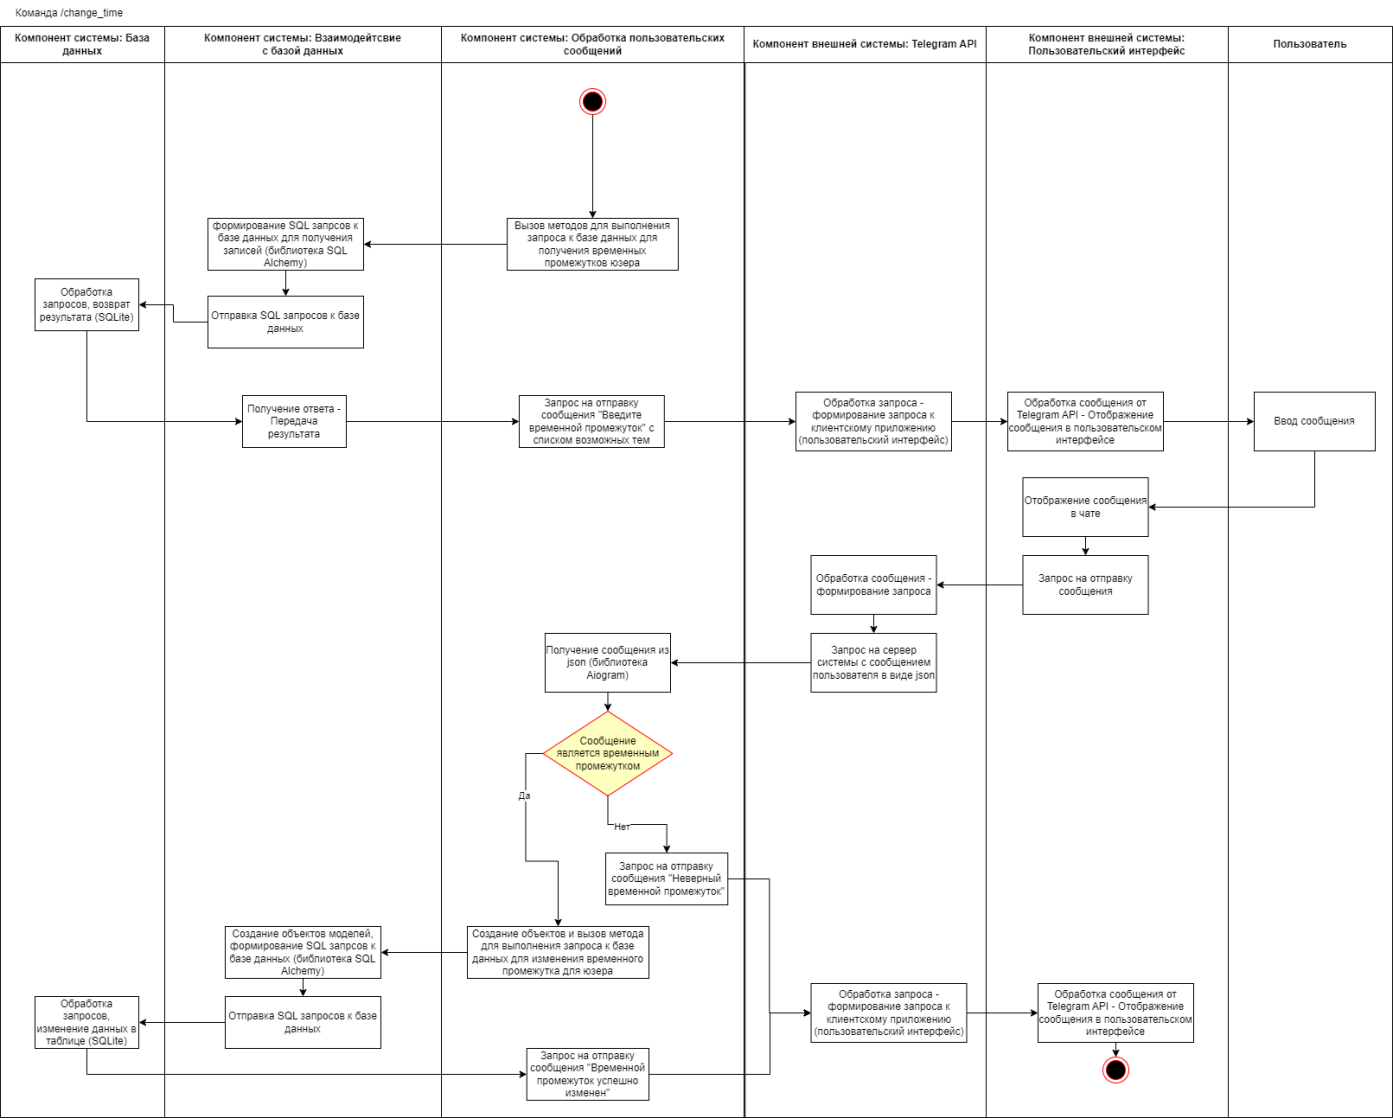 Команда /change_time
Компонент системы: База
данных
Компонент системы: Взаимодейтсвие
с базой данных
Компонент системы: Обработка пользовательских
сообщений
Компонент внешней системы: Telegram API
Компонент внешней системы:
Пользовательский интерфейс
Пользователь
формирование SQL запрсов к
базе данных для получения
записей (библиотека SQL
Alchemy)
Вызов методов для выполнения
запроса к базе данных для
получения временных
промежутков юзера
Обработка
запросов, возврат
результата (SQLite)
Отправка SQL запросов к базе
данных
Получение ответа -
Передача
результата
Запрос на отправку
сообщения "Введите
временной промежуток" с
списком возможных тем
Обработка запроса -
формирование запроса к
клиентскому приложению
(пользовательский интерфейс)
Обработка сообщения от
Telegram API - Отображение
сообщения в пользовательском
интерфейсе
Ввод сообщения
Отображение сообщения
в чате
Обработка сообщения -
формирование запроса
Запрос на отправку
сообщения
Получение сообщения из
json (библиотека
Aiogram)
Запрос на сервер
системы с сообщением
пользователя в виде json
Сообщение
является временным
промежутком
Да
Нет
Запрос на отправку
сообщения "Неверный
временной промежуток"
Создание объектов моделей,
формирование SQL запрсов к
базе данных (библиотека SQL
Alchemy)
Создание объектов и вызов метода
для выполнения запроса к базе
данных для изменения временного
промежутка для юзера
Обработка
запросов,
изменение данных в
таблице (SQLite)
Отправка SQL запросов к базе
данных
Обработка запроса -
формирование запроса к
клиентскому приложению
(пользовательский интерфейс)
Обработка сообщения от
Telegram API - Отображение
сообщения в пользовательском
интерфейсе
Запрос на отправку
сообщения "Временной
промежуток успешно
изменен"